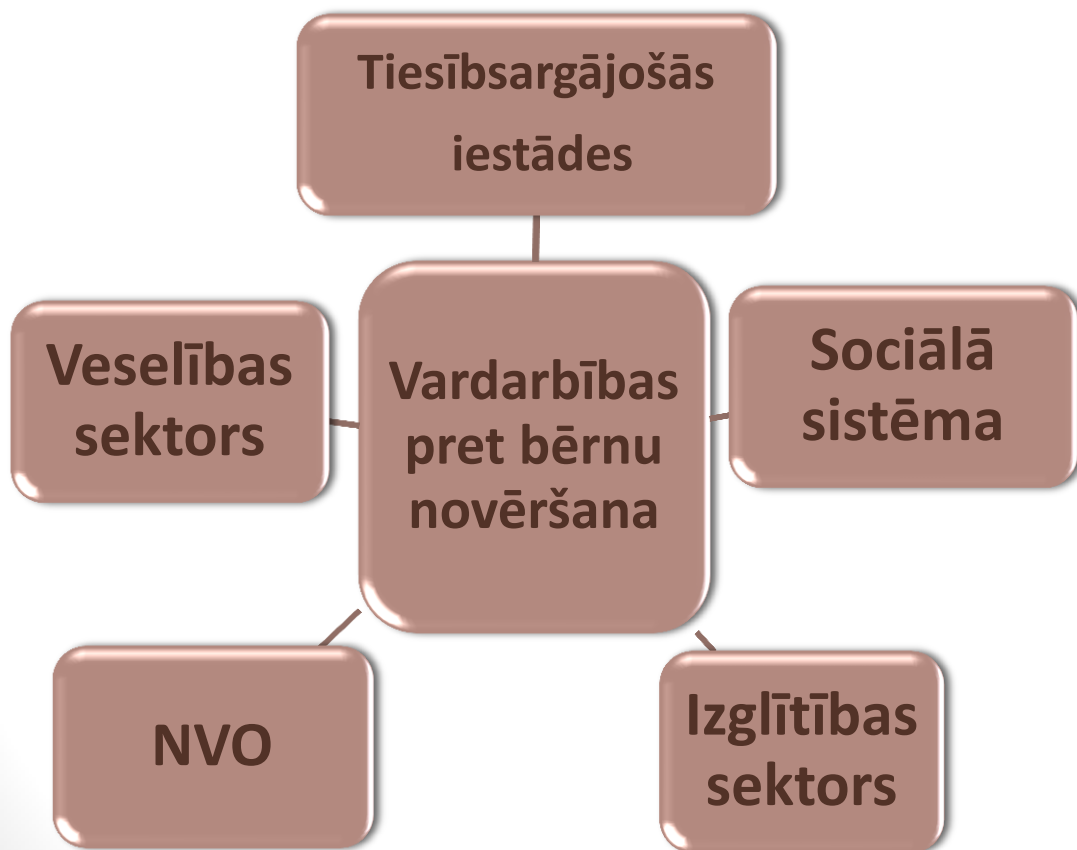 Tiesībsargājošās
iestādes
Veselības
sektors
Vardarbības
pret bērnu
novēršana
Sociālā
sistēma
NVO
Izglītības
sektors